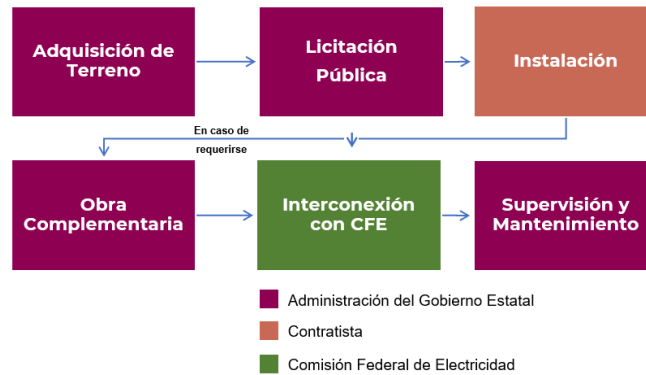 Adquisición de
Terreno
Licitación
Pública
Instalación
En caso de
requerirse
Obra
Complementaria
Interconexión
con CFE
Supervisión y
Mantenimiento
Administración del Gobierno Estatal
Contratista
Comisión Federal de Electricidad